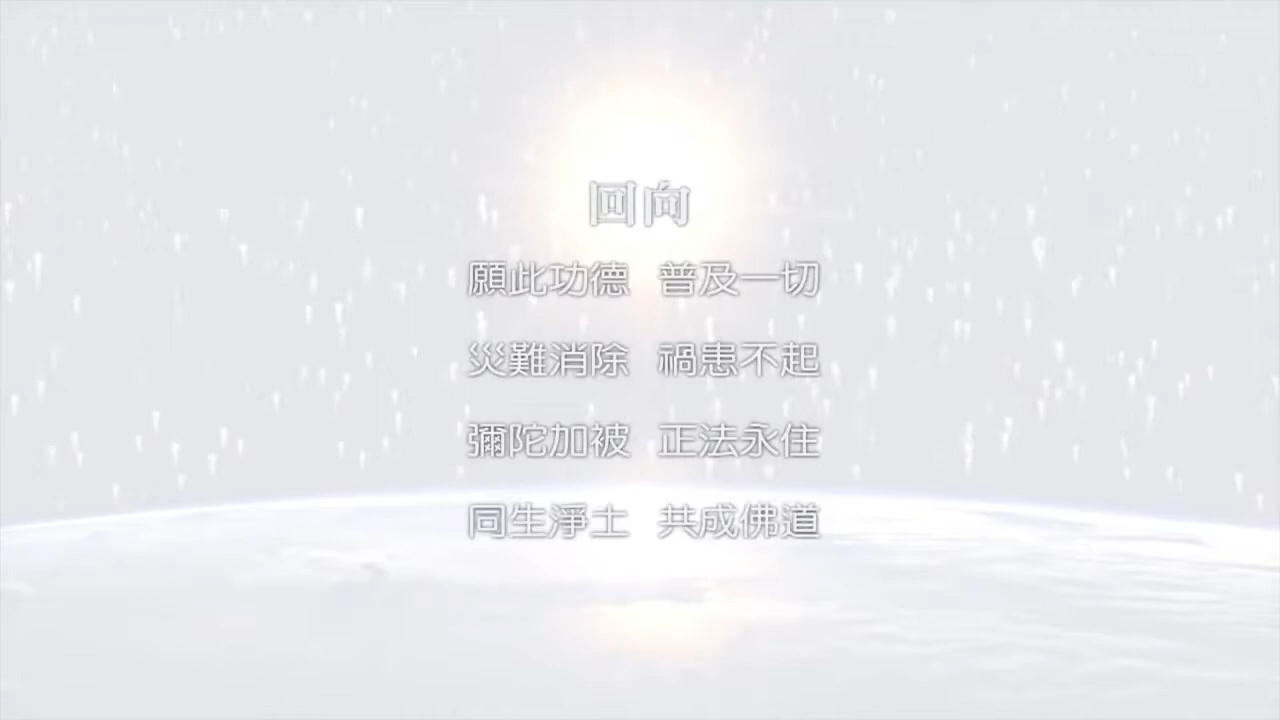 回向
願此功德 普及一切
災難消除 禍患不起
彌陀加被 正法永住
同生淨土 共成佛道